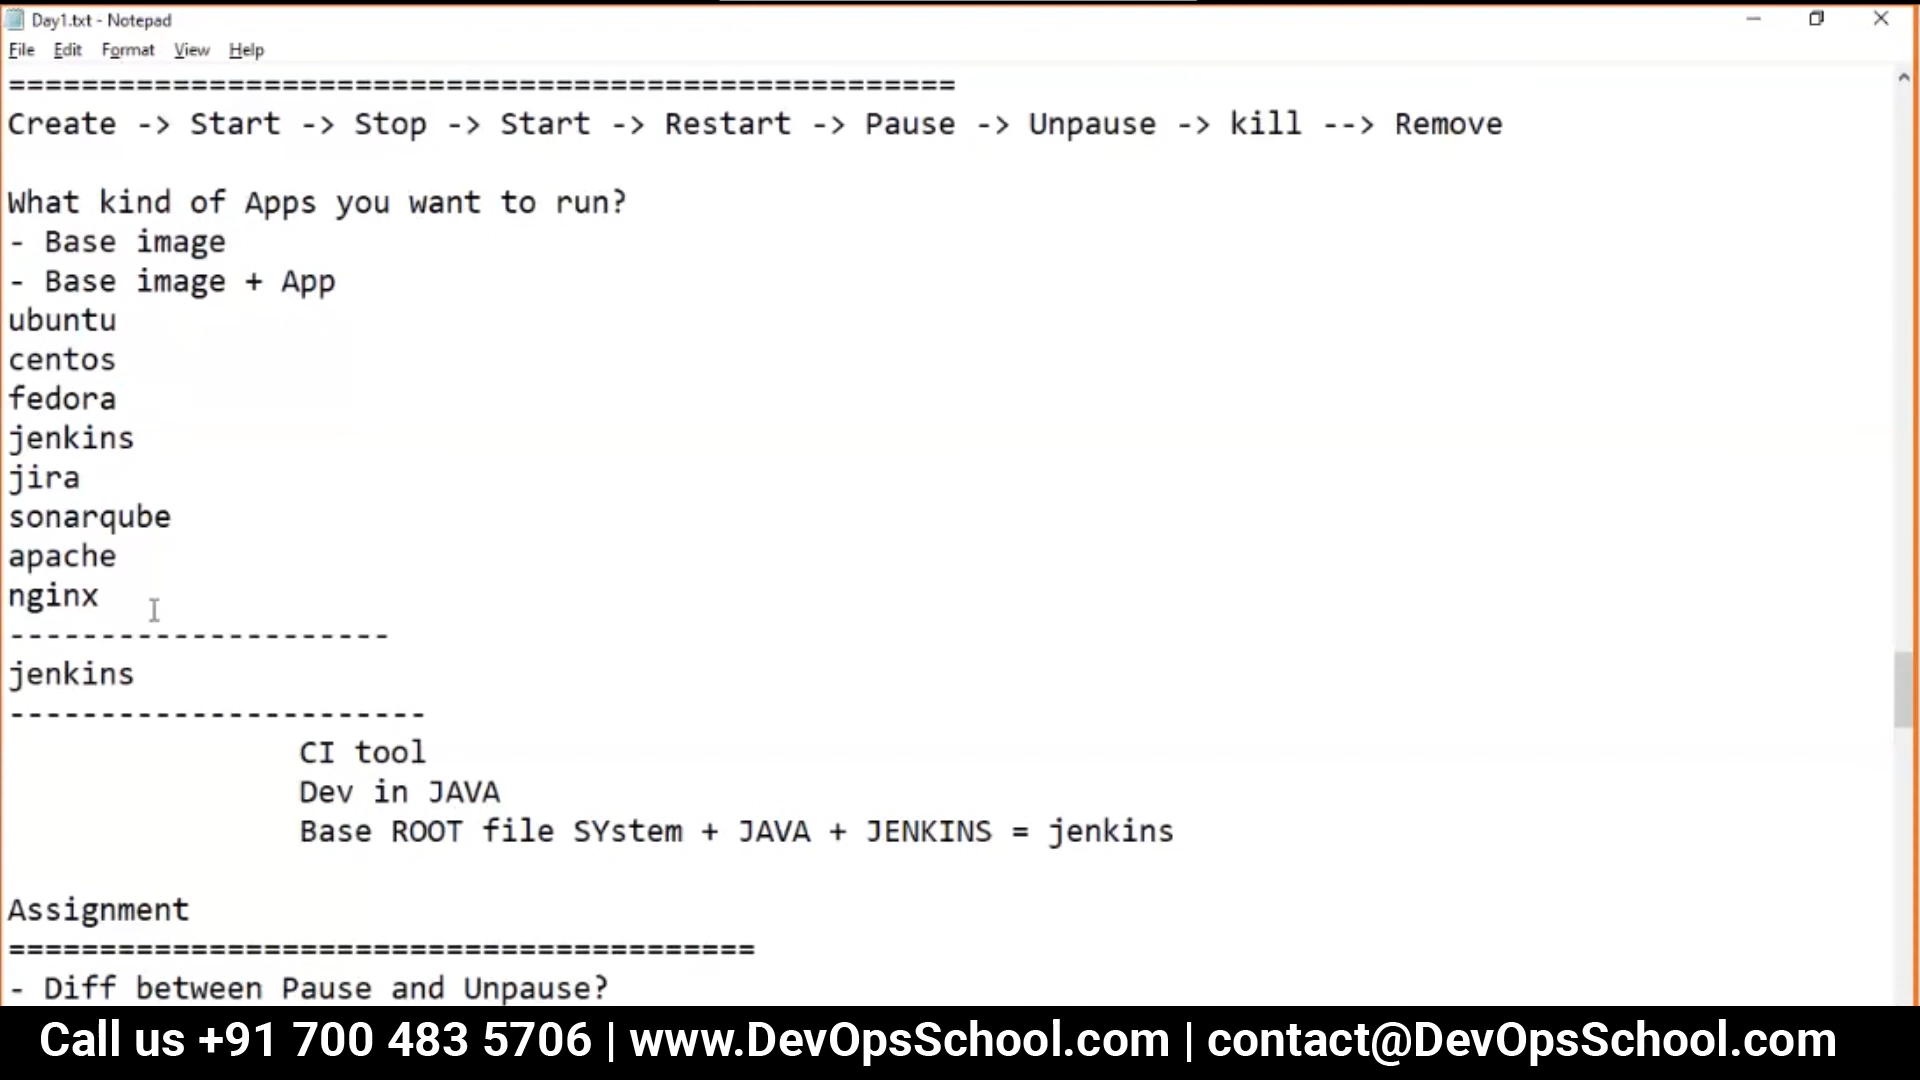 Day1.txt - Notepad
File Edit Format View Help
====================================================
Create -> Start -> Stop -> Start -> Restart -> Pause -> Unpause -> kill --> Remove
What kind of Apps you want to run?
- Base image
- Base image + App
ubuntu
centos
fedora
jenkins
jira
sonarqube
apache
nginx
---------------------
jenkins
-----------------------
CI tool
Dev in JAVA
Base ROOT file SYstem + JAVA + JENKINS = jenkins
Assignment
=========================================
- Diff between Pause and Unpause?
Call us +91 700 483 5706 | www.DevOpsSchool.com | contact@DevOpsSchool.com